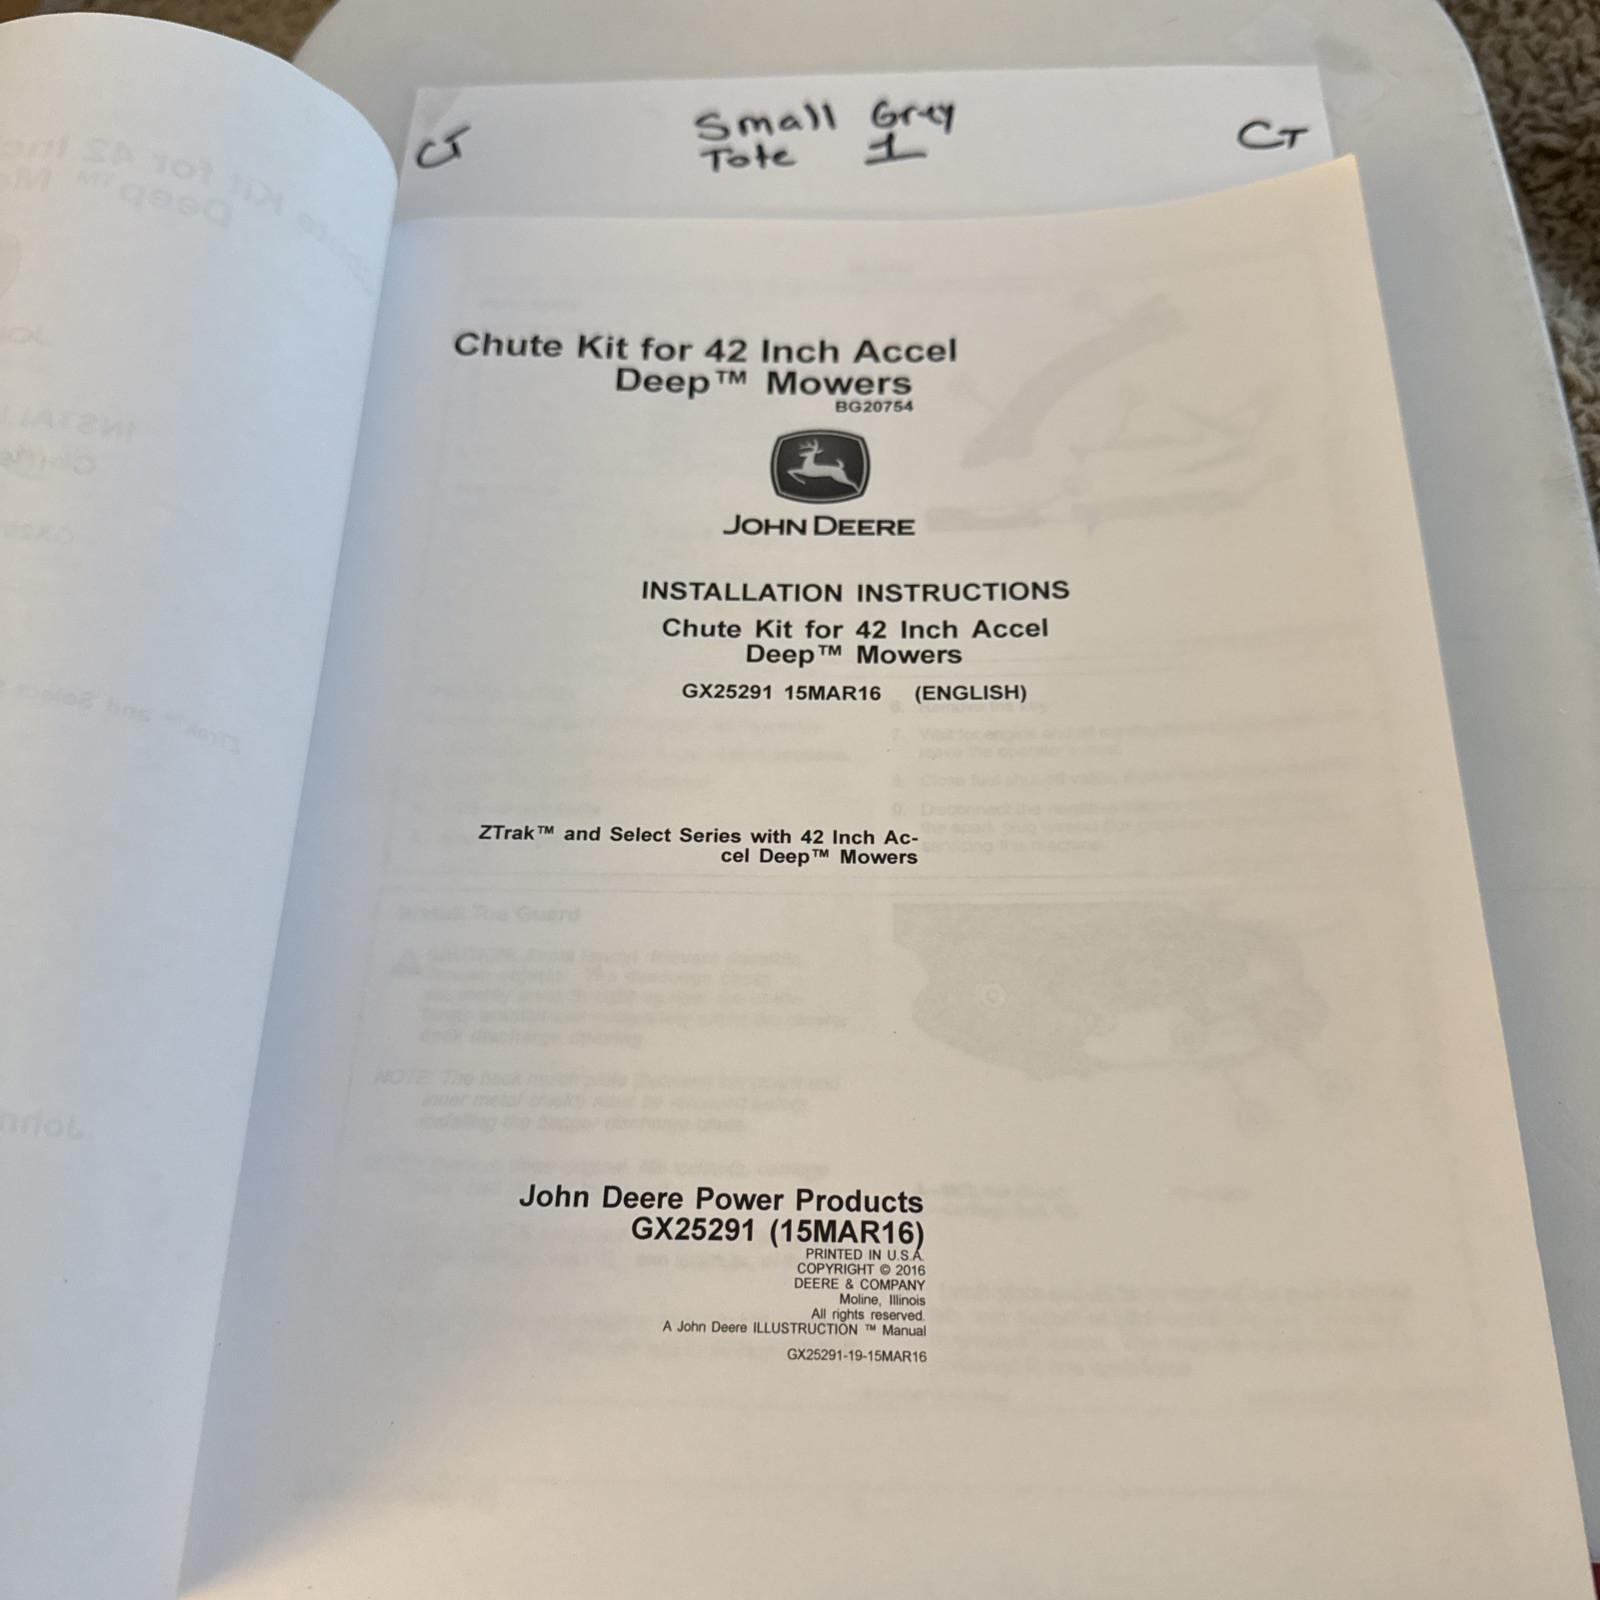 CT
Small Grey
Tote 1
CT
Chute Kit for 42 Inch Accel
Deep™ Mowers
BG20754
JOHN DEERE
INSTALLATION INSTRUCTIONS
Chute Kit for 42 Inch Accel
Deep™ Mowers
GX25291 15MAR16 (ENGLISH)
ZTrak™ and Select Series with 42 Inch Ac-
cel Deep™ Mowers
John Deere Power Products
GX25291 (15MAR16)
PRINTED IN U.S.A.
COPYRIGHT © 2016
DEERE & COMPANY
Moline, Illinois
All rights reserved.
A John Deere ILLUSTRUCTION ™ Manual
GX25291-19-15MAR16